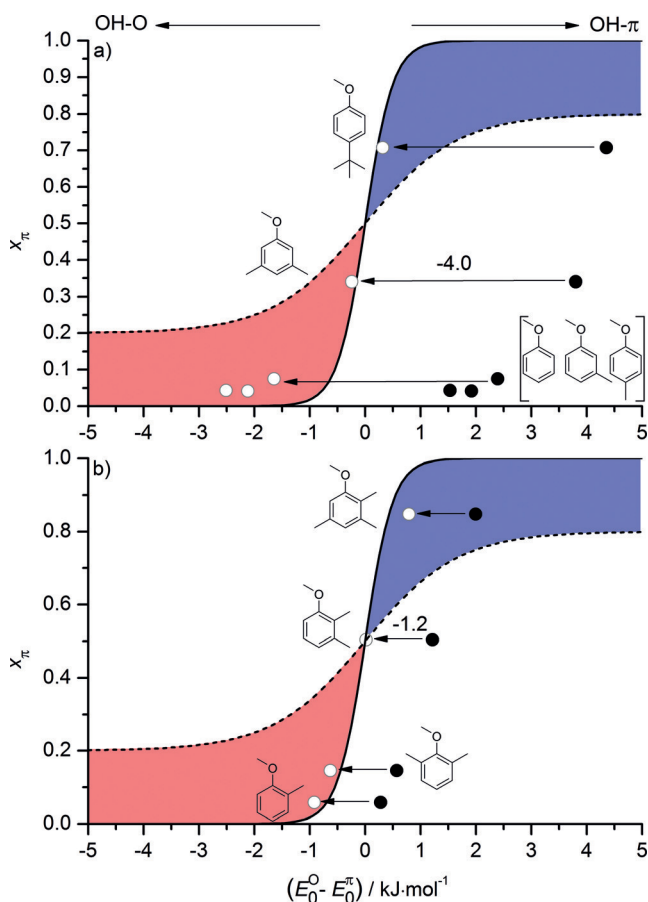 OH-O OH-π
a)
1.0
0.9
0.8
0.7
0.6
0.5
0.4
0.3
0.2
0.1
0.0
xπ
O
O
-4.0
O O O
-5 -4 -3 -2 -1 0 1 2 3 4 5
b)
1.0
0.8
0.6
0.4
0.2
0.0
xπ
O
O
-1.2
O
O
-5 -4 -3 -2 -1 0 1 2 3 4 5
(E₀ᴼ - E₀^π) / kJ·mol⁻¹